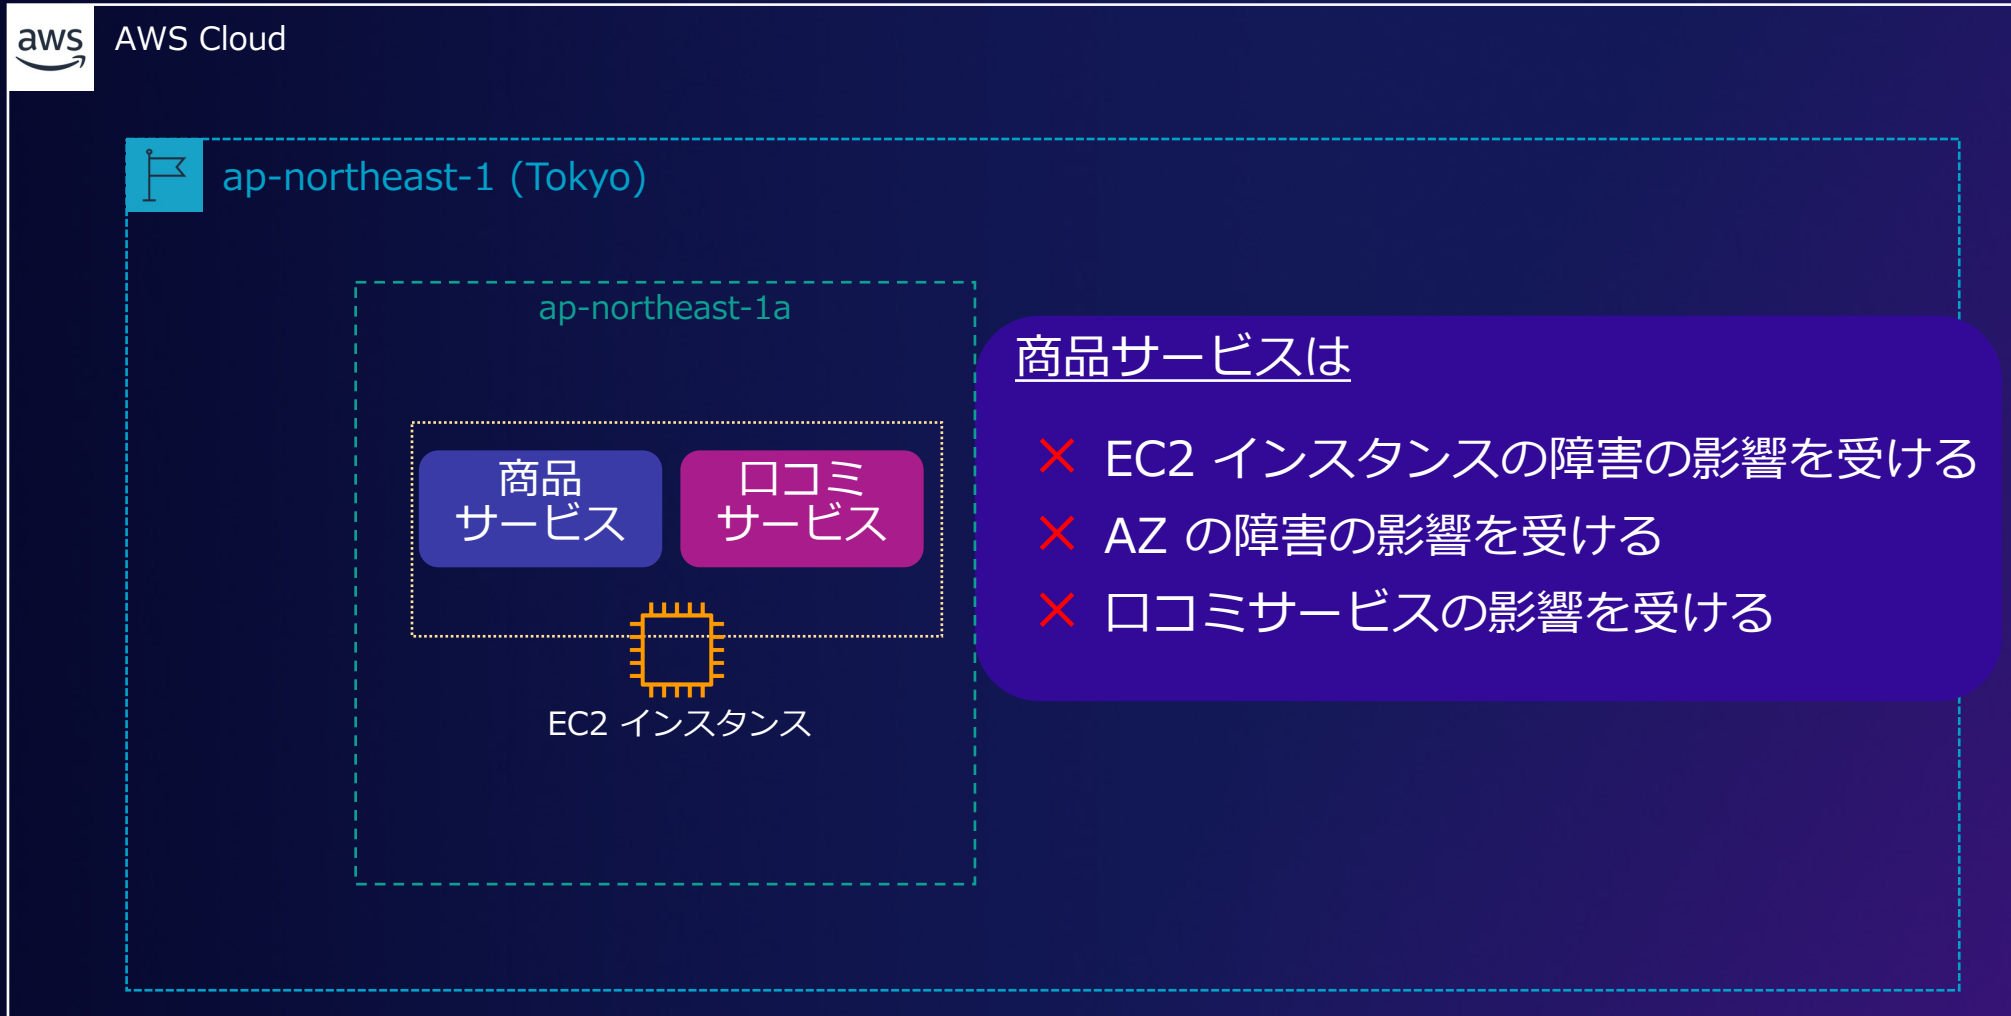 aws
AWS Cloud
ap-northeast-1 (Tokyo)
ap-northeast-1a
商品
サービス
口コミ
サービス
EC2 インスタンス
商品サービスは
× EC2 インスタンスの障害の影響を受ける
× AZ の障害の影響を受ける
× 口コミサービスの影響を受ける